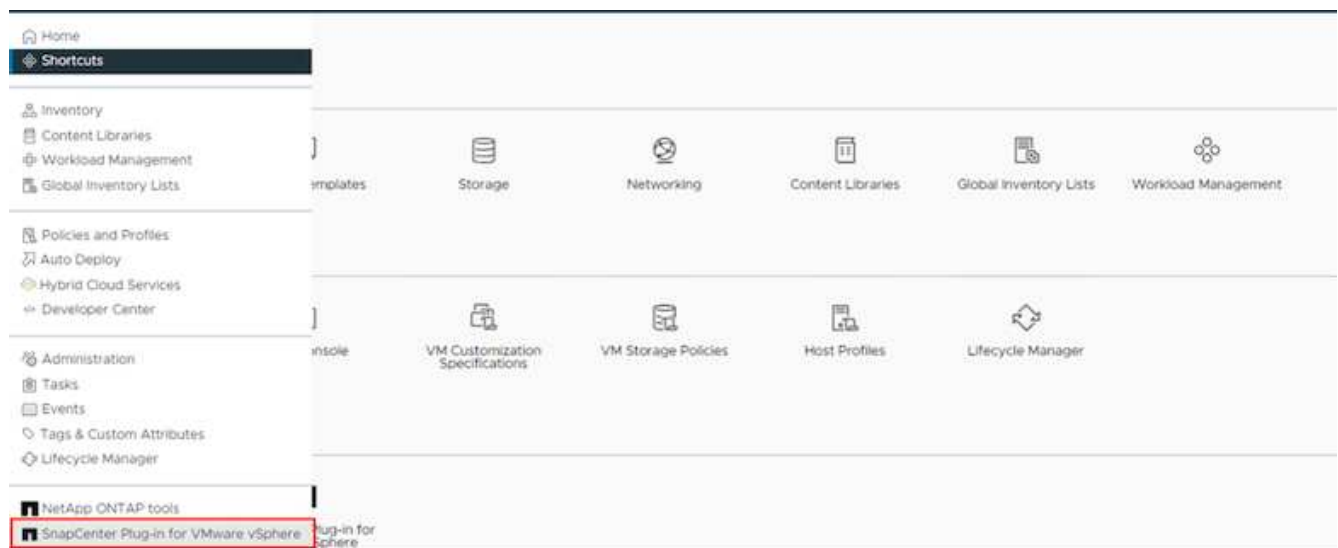 Home
Shortcuts
Inventory
Content Libraries
Workload Management
Global Inventory Lists
Policies and Profiles
Auto Deploy
Hybrid Cloud Services
Developer Center
Administration
Tasks
Events
Tags & Custom Attributes
Lifecycle Manager
NetApp ONTAP tools
SnapCenter Plug-in for VMware vSphere
emplates
Storage
Networking
Content Libraries
Global Inventory Lists
Workload Management
nsole
VM Customization
Specifications
VM Storage Policies
Host Profiles
Lifecycle Manager
lug-in for
Sphere